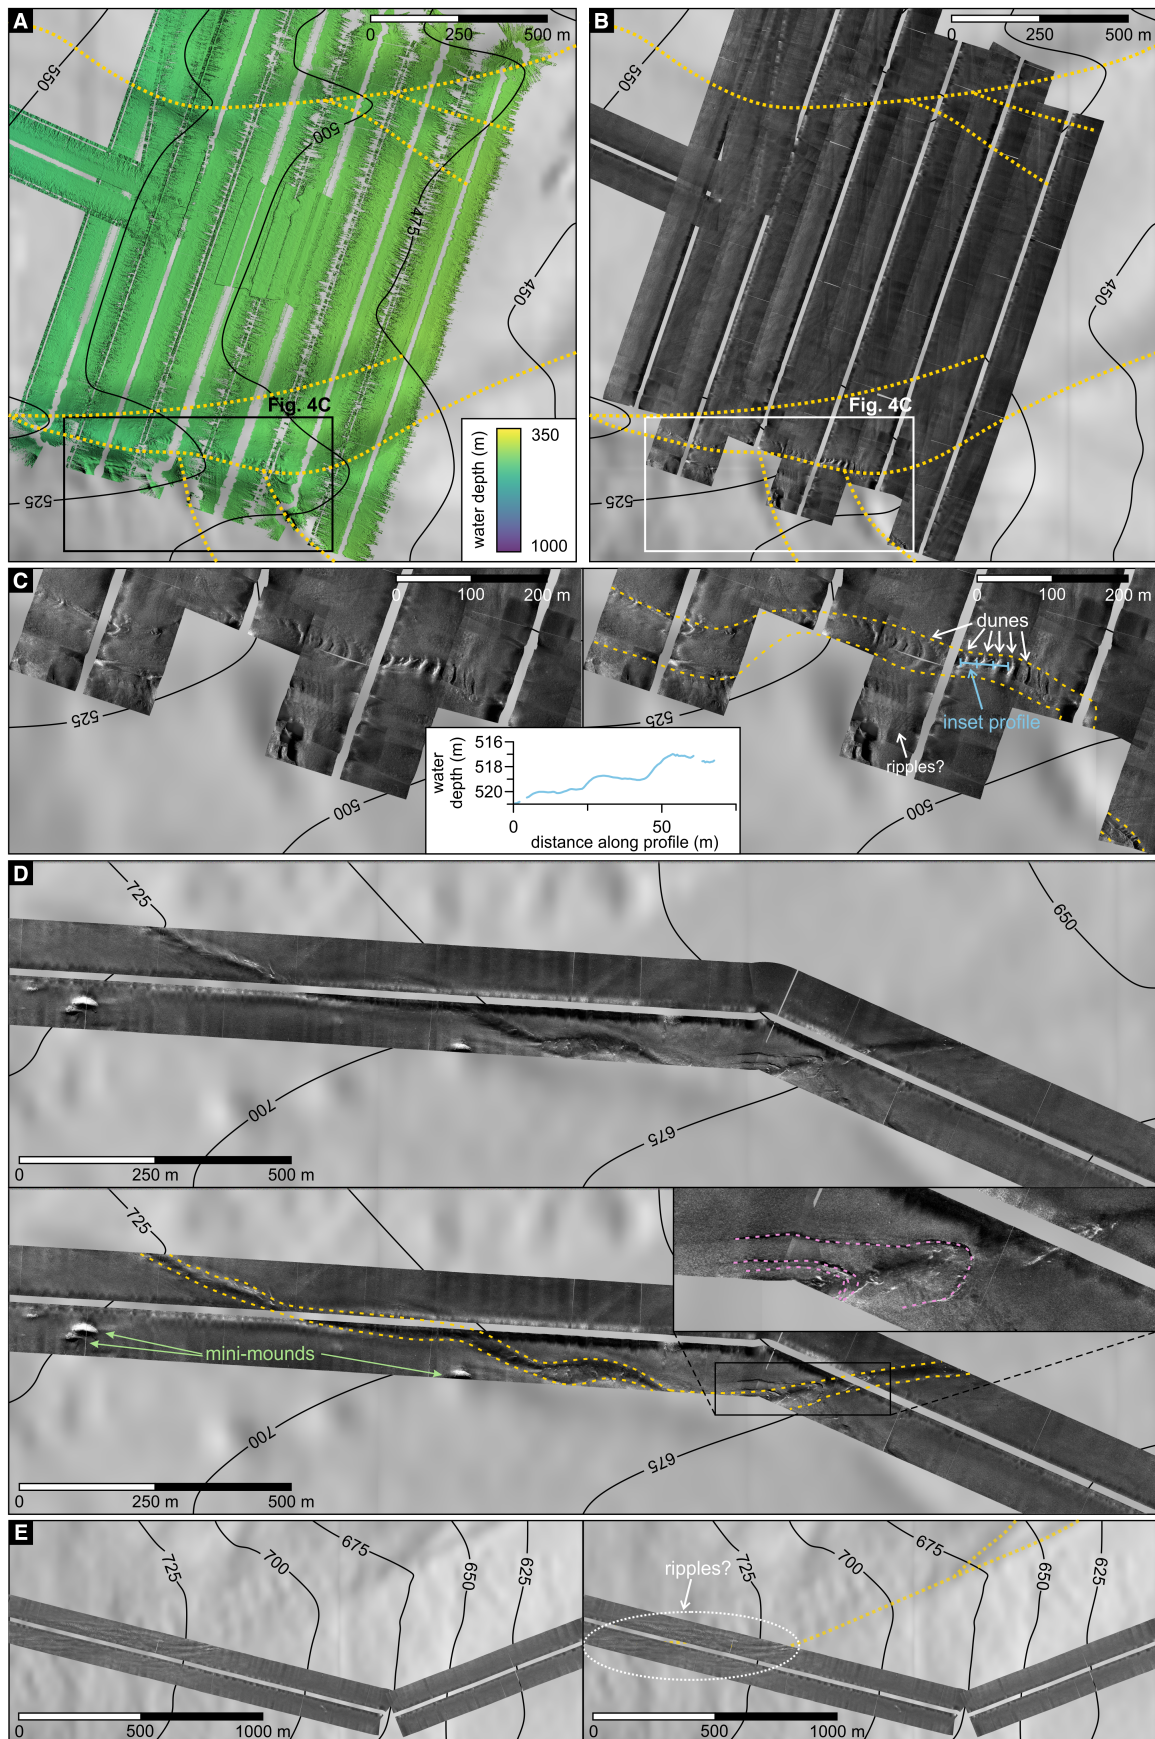 A
0 250 500 m
550
500
475
450
525
Fig. 4C
350
water depth (m)
1000
B
0 250 500 m
550
450
525
Fig. 4C
C
0 100 200 m
525
500
0 100 200 m
dunes
inset profile
ripples?
525
500
516
518
520
water
depth (m)
0 50
distance along profile (m)
D
725
650
700
675
0 250 m 500 m
725
mini-mounds
700
675
0 250 m 500 m
E
725
700
675
650
625
0 500 1000 m
ripples?
725
700
675
650
625
0 500 1000 m